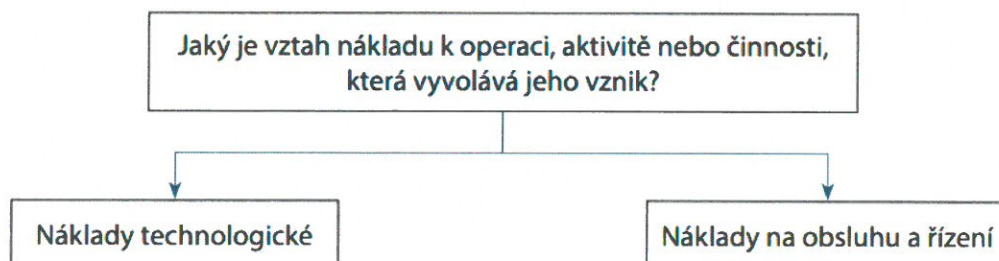 Jaký je vztah nákladu k operaci, aktivitě nebo činnosti,
která vyvolává jeho vznik?
Náklady technologické
Náklady na obsluhu a řízení